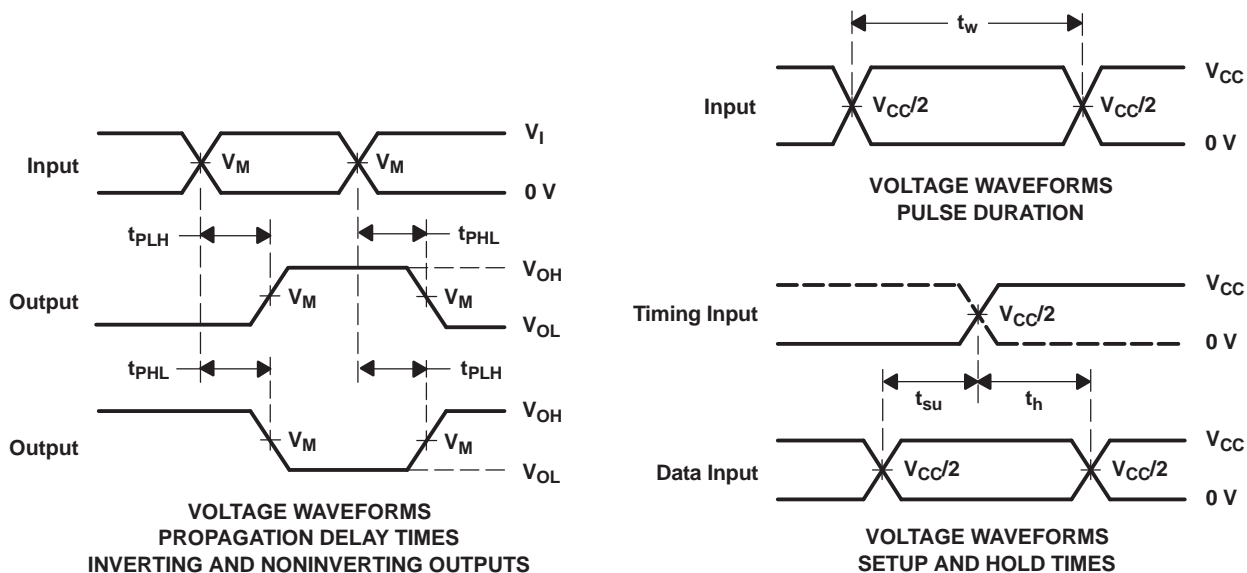 Input
V_M
V_M
V_I
0 V
t_PLH
t_PHL
Output
V_M
V_M
V_OH
V_OL
t_PHL
t_PLH
Output
V_M
V_M
V_OH
V_OL
VOLTAGE WAVEFORMS
PROPAGATION DELAY TIMES
INVERTING AND NONINVERTING OUTPUTS
t_w
Input
V_CC/2
V_CC/2
V_CC
0 V
VOLTAGE WAVEFORMS
PULSE DURATION
Timing Input
V_CC/2
V_CC
0 V
t_su
t_h
Data Input
V_CC/2
V_CC/2
V_CC
0 V
VOLTAGE WAVEFORMS
SETUP AND HOLD TIMES